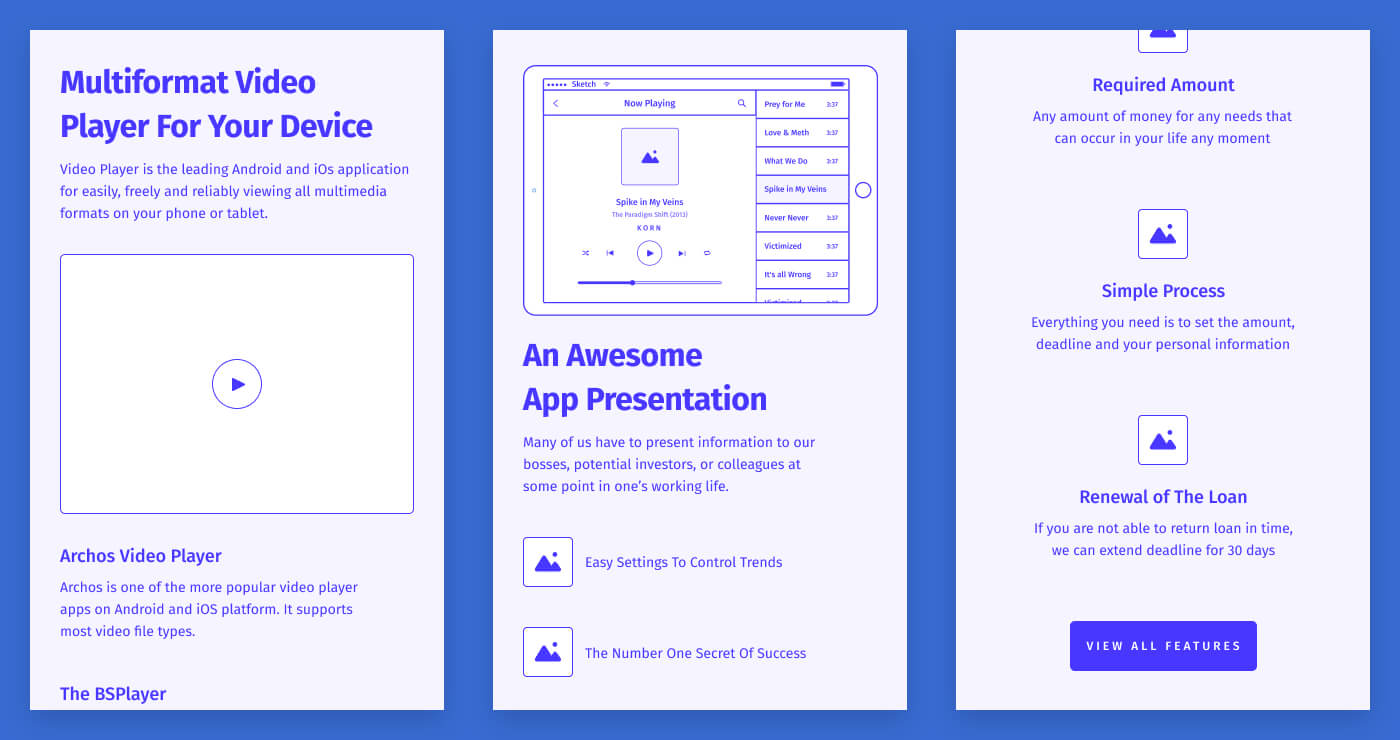 Multiformat Video
Player For Your Device
Video Player is the leading Android and iOs application
for easily, freely and reliably viewing all multimedia
formats on your phone or tablet.
Archos Video Player
Archos is one of the more popular video player
apps on Android and iOS platform. It supports
most video file types.
The BSPlayer
Sketch
Now Playing
Spike in My Veins
The Paradigm Shift (2013)
KORN
Prey for Me 3:37
Love & Meth 3:37
What We Do 3:37
Spike in My Veins
Never Never 3:37
Victimized 3:37
It's all Wrong 3:37
Victimized
An Awesome
App Presentation
Many of us have to present information to our
bosses, potential investors, or colleagues at
some point in one’s working life.
Easy Settings To Control Trends
The Number One Secret Of Success
Required Amount
Any amount of money for any needs that
can occur in your life any moment
Simple Process
Everything you need is to set the amount,
deadline and your personal information
Renewal of The Loan
If you are not able to return loan in time,
we can extend deadline for 30 days
VIEW ALL FEATURES